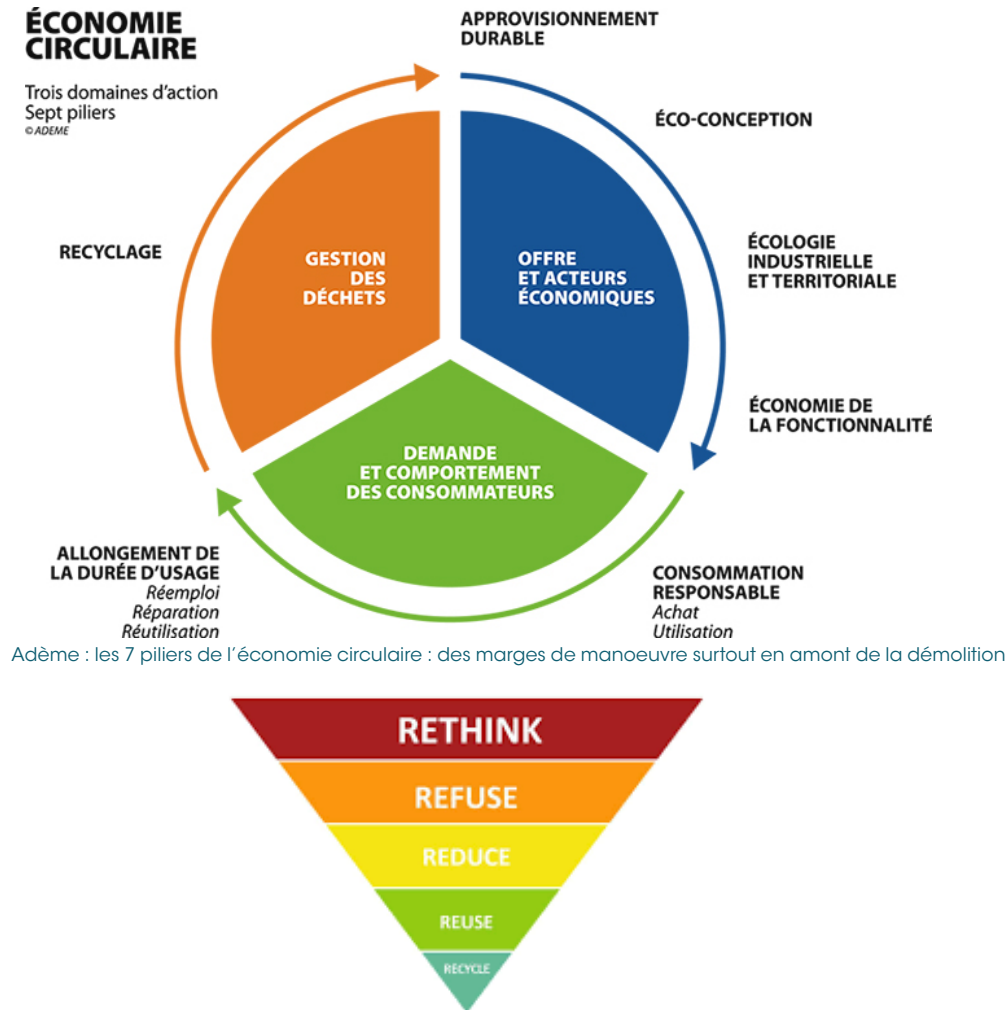 ÉCONOMIE
CIRCULAIRE
Trois domaines d'action
Sept piliers
© ADEME
APPROVISIONNEMENT
DURABLE
ÉCO-CONCEPTION
ÉCOLOGIE
INDUSTRIELLE
ET TERRITORIALE
ÉCONOMIE DE
LA FONCTIONNALITÉ
RECYCLAGE
GESTION
DES
DÉCHETS
OFFRE
ET ACTEURS
ÉCONOMIQUES
DEMANDE
ET COMPORTEMENT
DES CONSOMMATEURS
ALLONGEMENT DE
LA DURÉE D'USAGE
Réemploi
Réparation
Réutilisation
CONSOMMATION
RESPONSABLE
Achat
Utilisation
Adème : les 7 piliers de l'économie circulaire : des marges de manoeuvre surtout en amont de la démolition
RETHINK
REFUSE
REDUCE
REUSE
RECYCLE